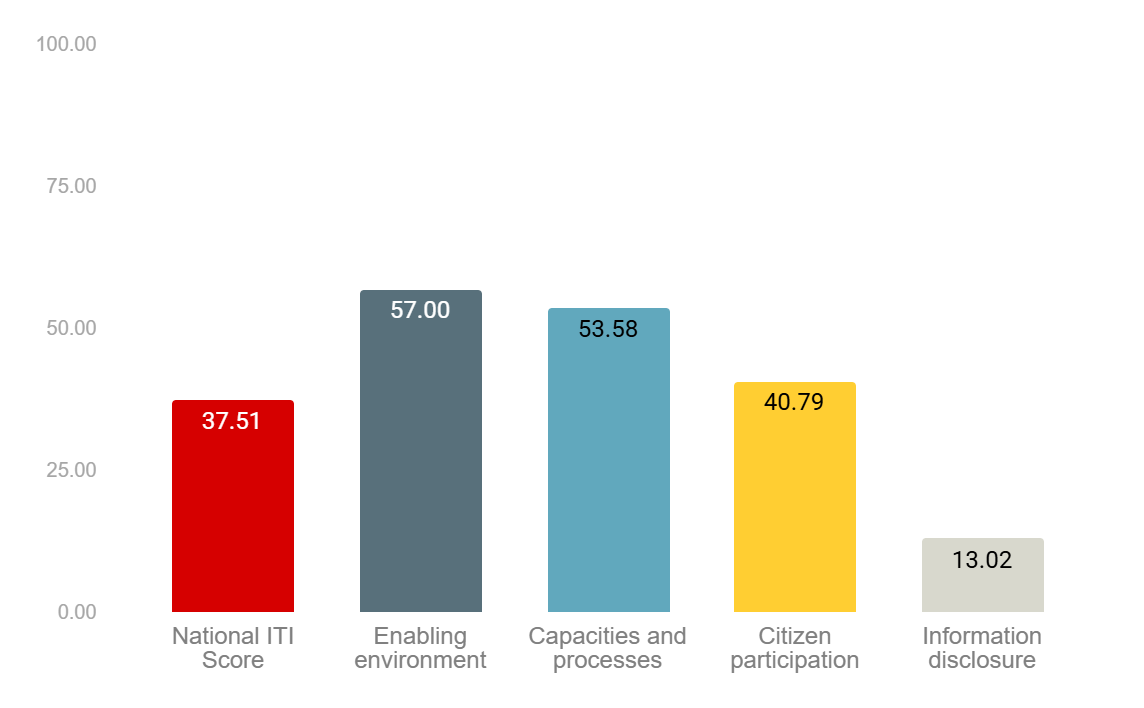 100.00
75.00
50.00
25.00
0.00
37.51
57.00
53.58
40.79
13.02
National ITI
Score
Enabling
environment
Capacities and
processes
Citizen
participation
Information
disclosure